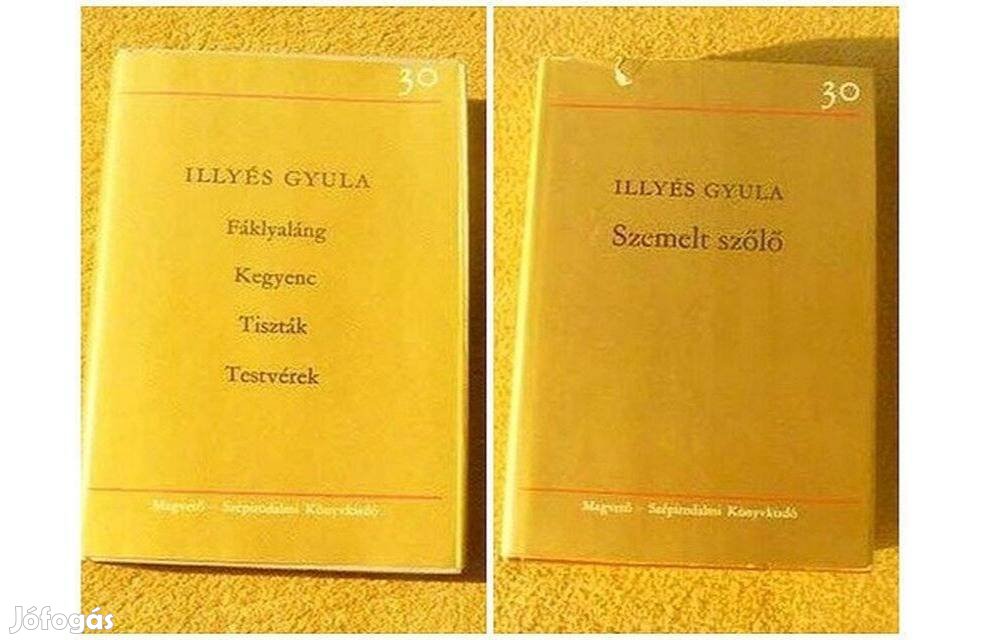 30
ILLYÉS GYULA
Fáklyaláng
Kegyenc
Tiszták
Testvérek
Magvető – Szépirodalmi Könyvkiadó
30
ILLYÉS GYULA
Szemelt szőlő
Magvető – Szépirodalmi Könyvkiadó
Jófogás